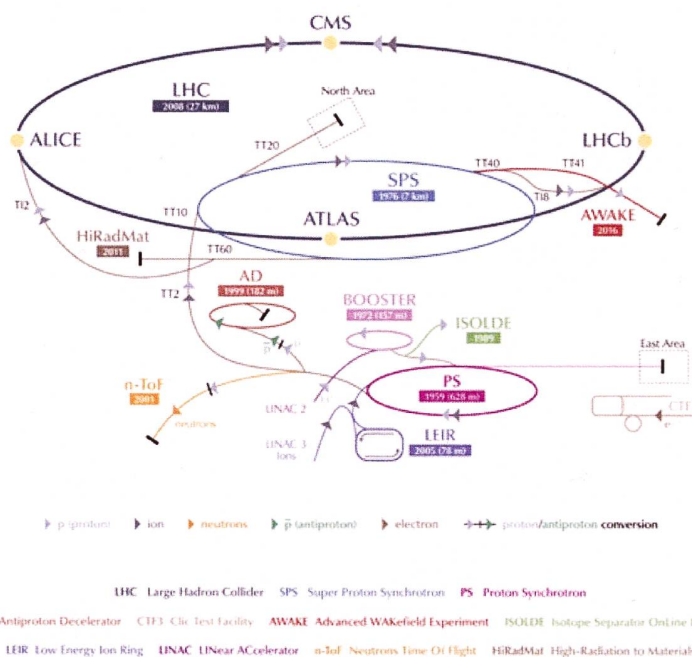 CMS
LHC
2008 (27 km)
North Area
ALICE
LHCb
TT20
TT40
TT41
SPS
1976 (7 km)
TI2
TT10
TI8
ATLAS
AWAKE
2016
HiRadMat
2011
TT60
AD
1999 (182 m)
TT2
BOOSTER
1972 (157 m)
ISOLDE
1989
p̄
East Area
n-ToF
2001
PS
1959 (628 m)
LINAC 2
neutrons
CTF
e
LINAC 3
Ions
LEIR
2005 (78 m)
p (proton)
ion
neutrons
p̄ (antiproton)
electron
proton/antiproton conversion
LHC Large Hadron Collider SPS Super Proton Synchrotron PS Proton Synchrotron
Antiproton Decelerator CTF3 Clic Test Facility AWAKE Advanced WAKefield Experiment ISOLDE Isotope Separator OnLine
LEIR Low Energy Ion Ring LINAC LINear ACcelerator n-ToF Neutrons Time Of Flight HiRadMat High-Radiation to Material